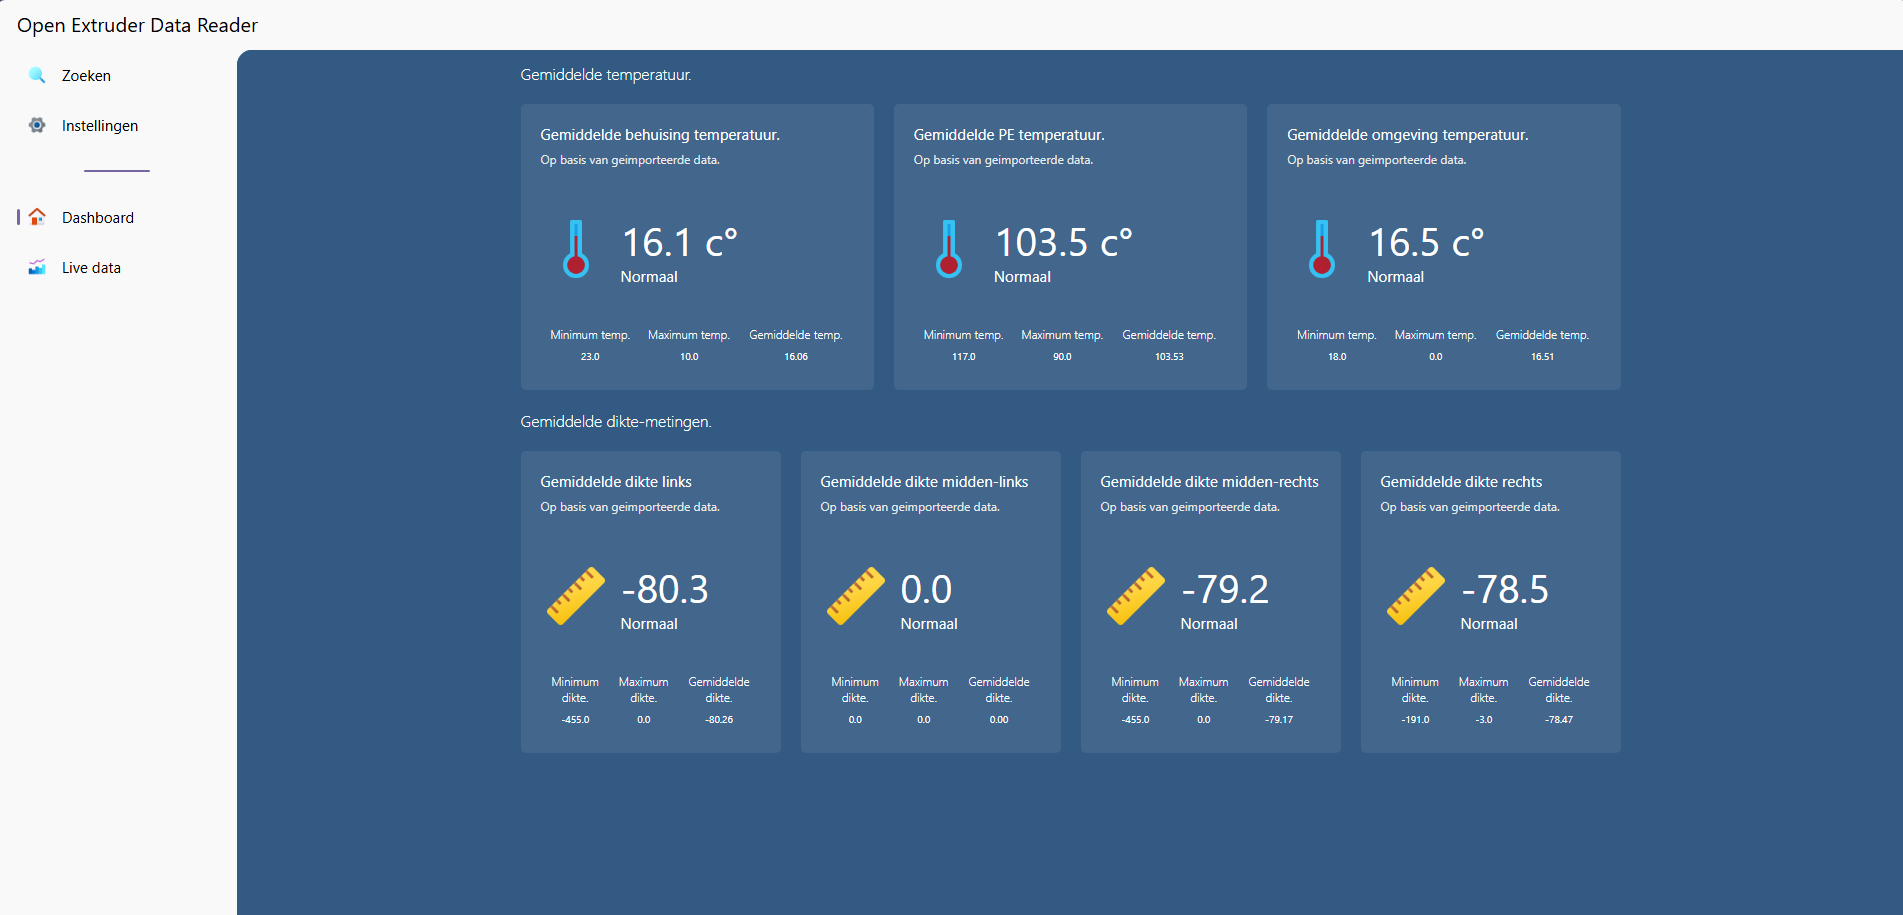 Open Extruder Data Reader
Zoeken
Instellingen
Dashboard
Live data
Gemiddelde temperatuur.
Gemiddelde behuising temperatuur.
Op basis van geimporteerde data.
16.1 c°
Normaal
Minimum temp. Maximum temp. Gemiddelde temp.
23.0 10.0 16.06
Gemiddelde PE temperatuur.
Op basis van geimporteerde data.
103.5 c°
Normaal
Minimum temp. Maximum temp. Gemiddelde temp.
117.0 90.0 103.53
Gemiddelde omgeving temperatuur.
Op basis van geimporteerde data.
16.5 c°
Normaal
Minimum temp. Maximum temp. Gemiddelde temp.
18.0 0.0 16.51
Gemiddelde dikte-metingen.
Gemiddelde dikte links
Op basis van geimporteerde data.
-80.3
Normaal
Minimum Maximum Gemiddelde
dikte. dikte. dikte.
-455.0 0.0 -80.26
Gemiddelde dikte midden-links
Op basis van geimporteerde data.
0.0
Normaal
Minimum Maximum Gemiddelde
dikte. dikte. dikte.
0.0 0.0 0.00
Gemiddelde dikte midden-rechts
Op basis van geimporteerde data.
-79.2
Normaal
Minimum Maximum Gemiddelde
dikte. dikte. dikte.
-455.0 0.0 -79.17
Gemiddelde dikte rechts
Op basis van geimporteerde data.
-78.5
Normaal
Minimum Maximum Gemiddelde
dikte. dikte. dikte.
-191.0 -3.0 -78.47